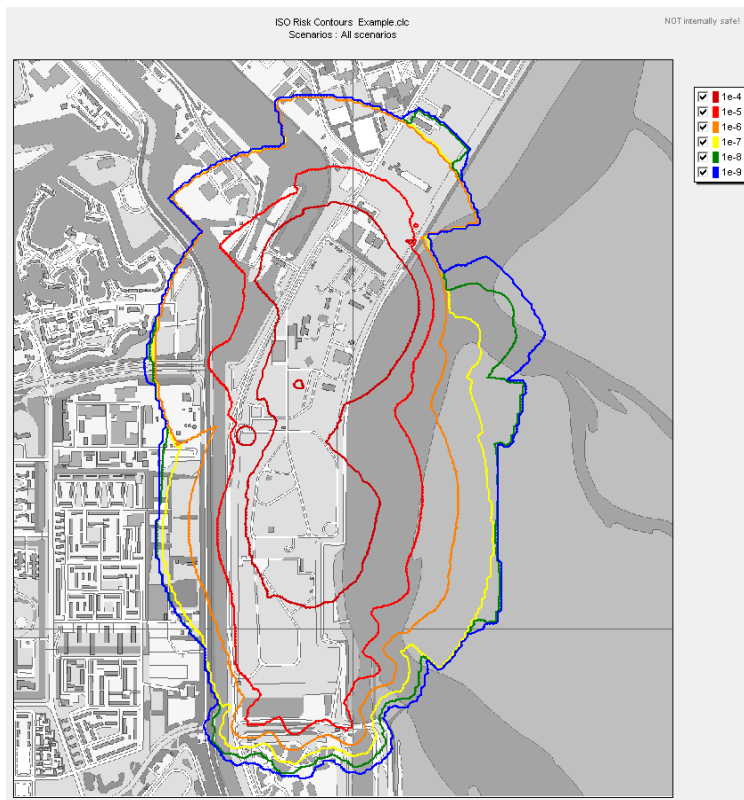 ISO Risk Contours Example.clc
Scenarios : All scenarios
NOT internally safe!
1e-4
1e-5
1e-6
1e-7
1e-8
1e-9